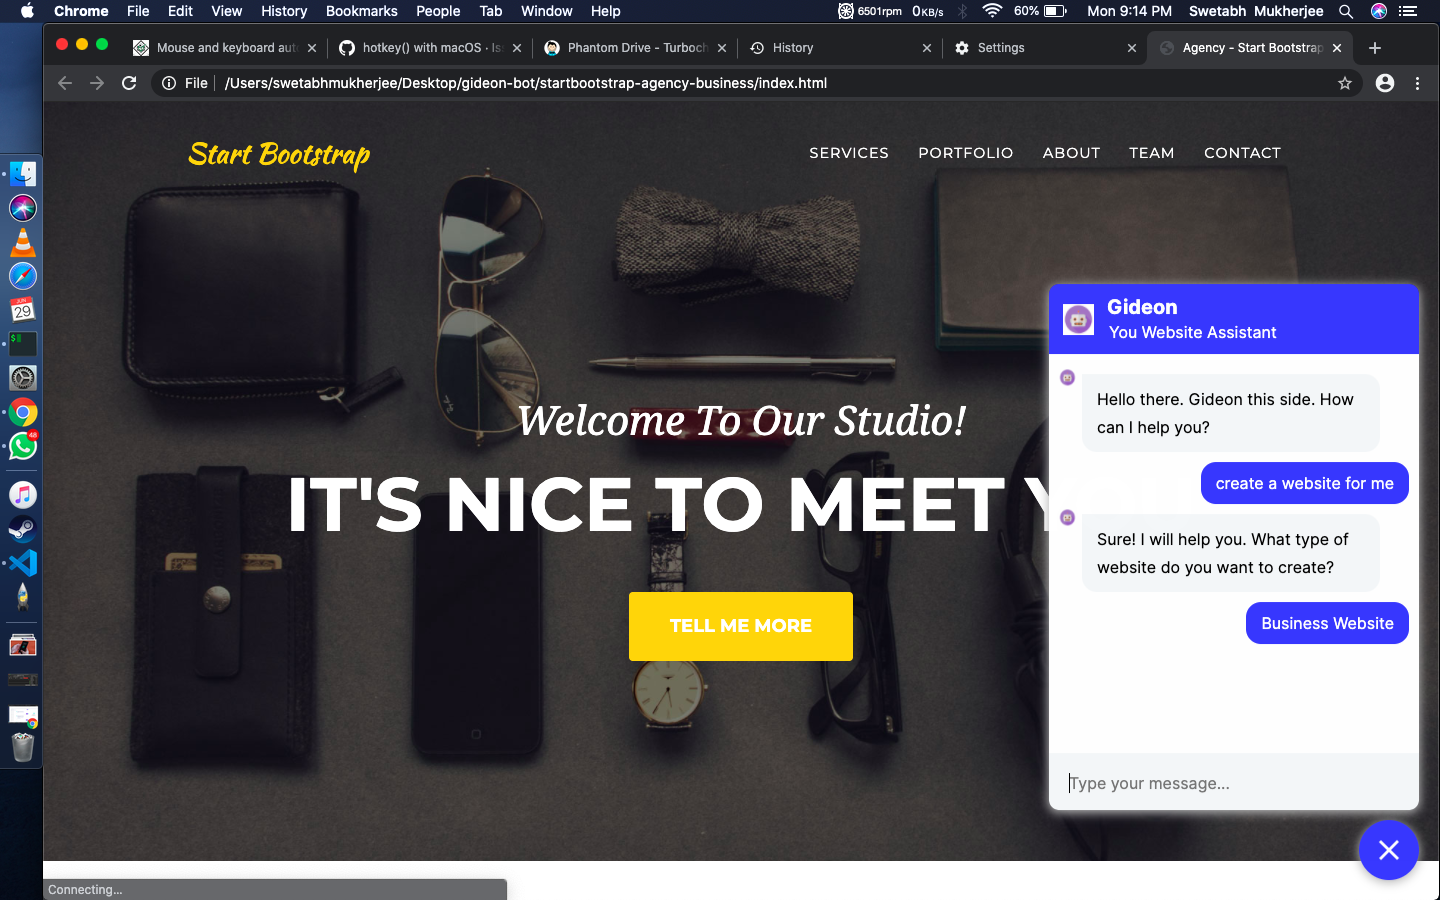 Chrome File Edit View History Bookmarks People Tab Window Help 6501rpm 0KB/s 60% Mon 9:14 PM Swetabh Mukherjee
Mouse and keyboard aut hotkey() with macOS · Is Phantom Drive - Turboch History Settings Agency - Start Bootstrap
File /Users/swetabhmukherjee/Desktop/gideon-bot/startbootstrap-agency-business/index.html
Start Bootstrap SERVICES PORTFOLIO ABOUT TEAM CONTACT
JUN
29
48
Welcome To Our Studio!
IT'S NICE TO MEET Y
TELL ME MORE
Gideon
You Website Assistant
Hello there. Gideon this side. How
can I help you?
create a website for me
Sure! I will help you. What type of
website do you want to create?
Business Website
Type your message...
Connecting...